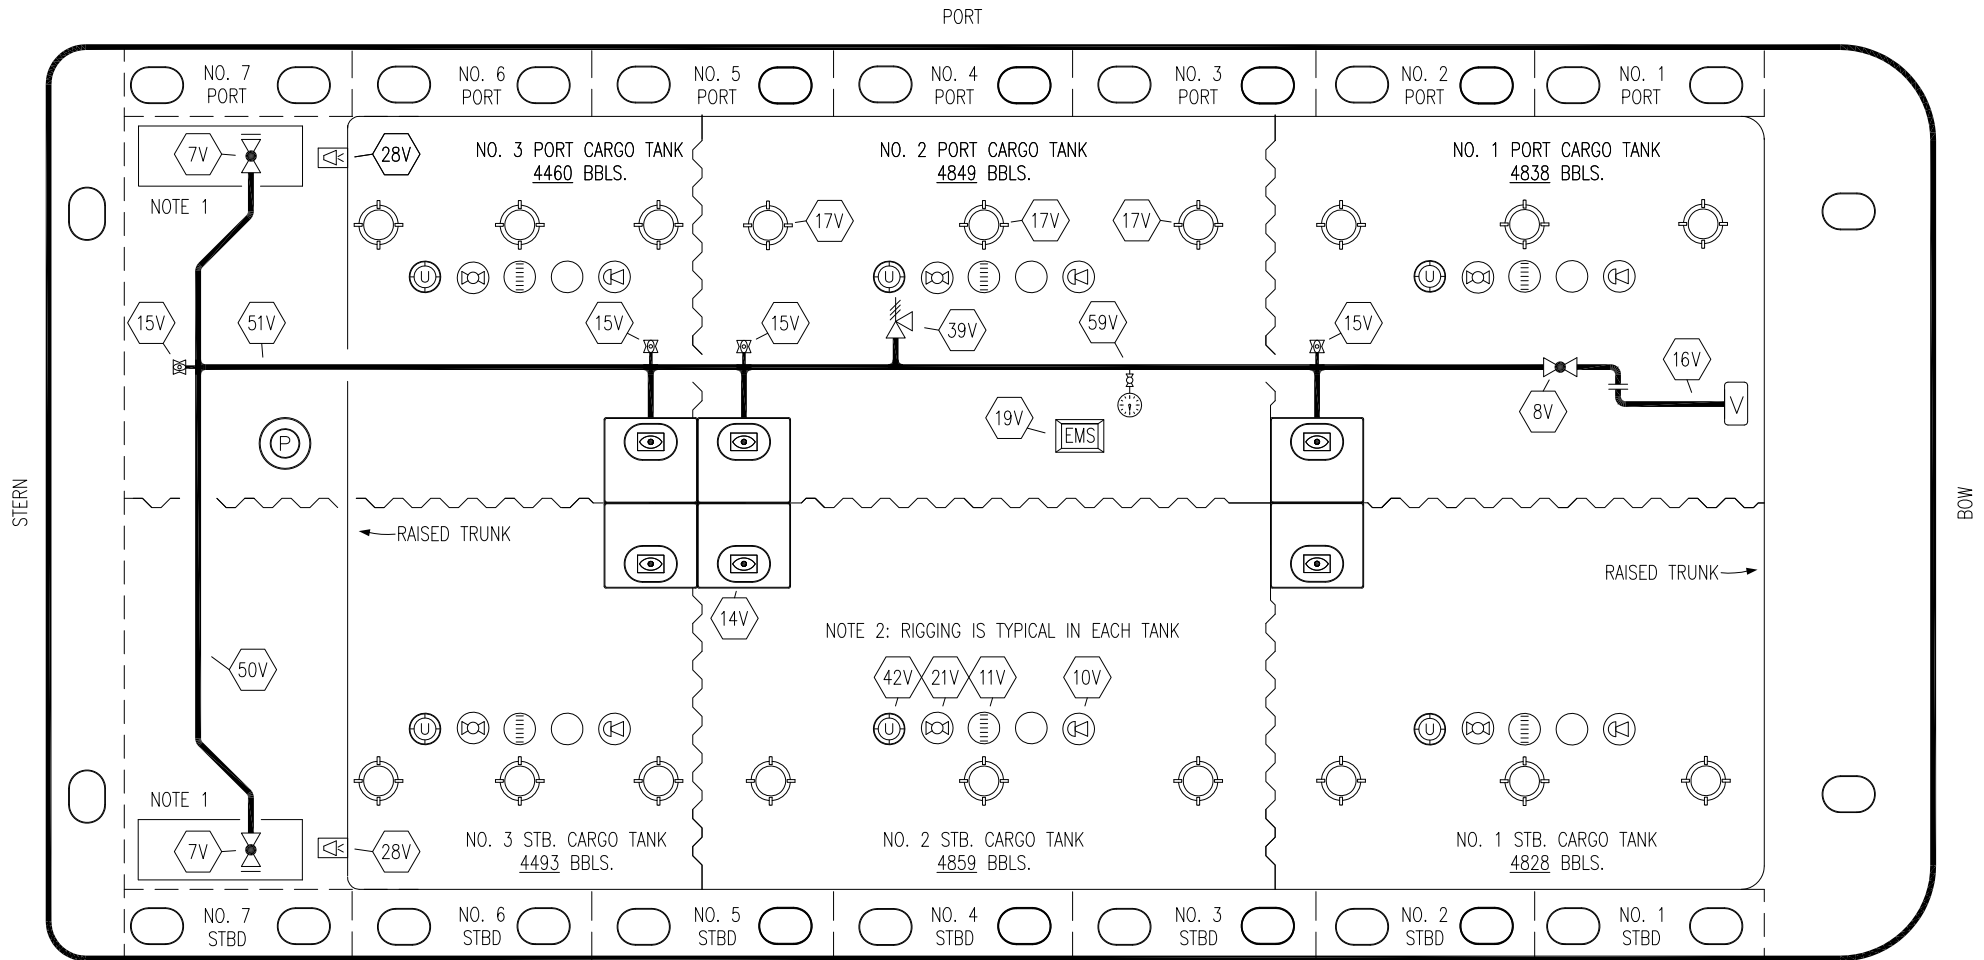 PORT
NO. 7
PORT
NO. 6
PORT
NO. 5
PORT
NO. 4
PORT
NO. 3
PORT
NO. 2
PORT
NO. 1
PORT
7V
28V
NOTE 1
NO. 3 PORT CARGO TANK
4460 BBLS.
NO. 2 PORT CARGO TANK
4849 BBLS.
NO. 1 PORT CARGO TANK
4838 BBLS.
17V
17V
17V
U
U
U
15V
51V
15V
15V
39V
59V
15V
16V
8V
V
19V
EMS
P
STERN
BOW
RAISED TRUNK
RAISED TRUNK
14V
NOTE 2: RIGGING IS TYPICAL IN EACH TANK
50V
42V
21V
11V
10V
U
U
U
NOTE 1
7V
28V
NO. 3 STB. CARGO TANK
4493 BBLS.
NO. 2 STB. CARGO TANK
4859 BBLS.
NO. 1 STB. CARGO TANK
4828 BBLS.
NO. 7
STBD
NO. 6
STBD
NO. 5
STBD
NO. 4
STBD
NO. 3
STBD
NO. 2
STBD
NO. 1
STBD